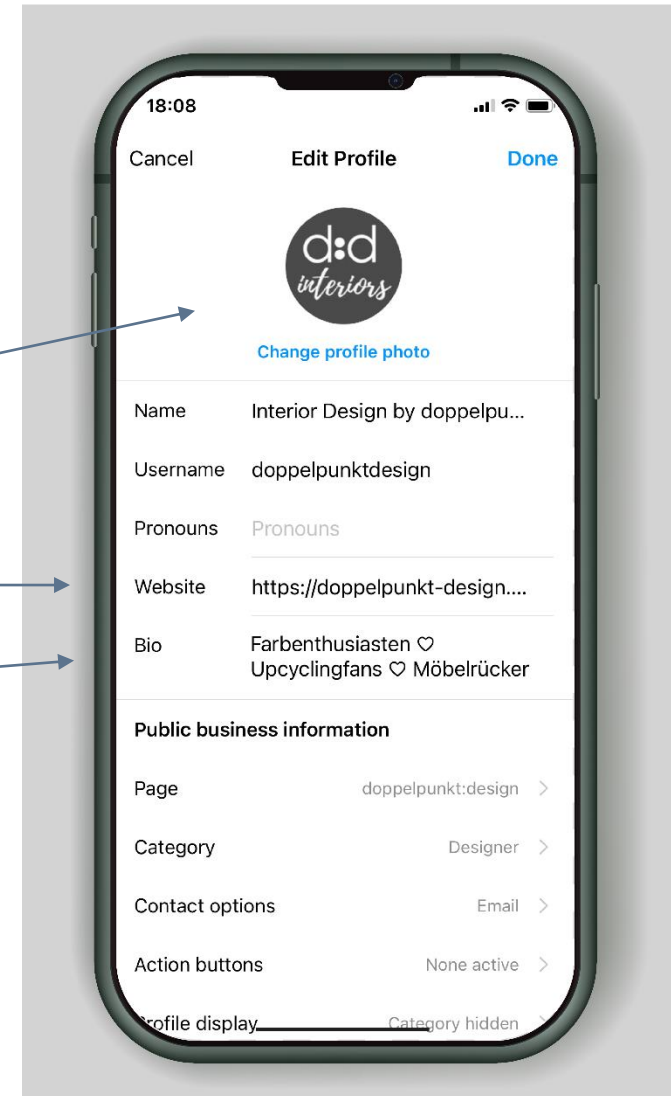 18:08
Cancel Edit Profile Done
d:d
interiors
Change profile photo
Name Interior Design by doppelpu...
Username doppelpunktdesign
Pronouns Pronouns
Website https://doppelpunkt-design....
Bio Farbenthusiasten ♡
Upcyclingfans ♡ Möbelrücker
Public business information
Page doppelpunkt:design >
Category Designer >
Contact options Email >
Action buttons None active >
Profile display Category hidden >